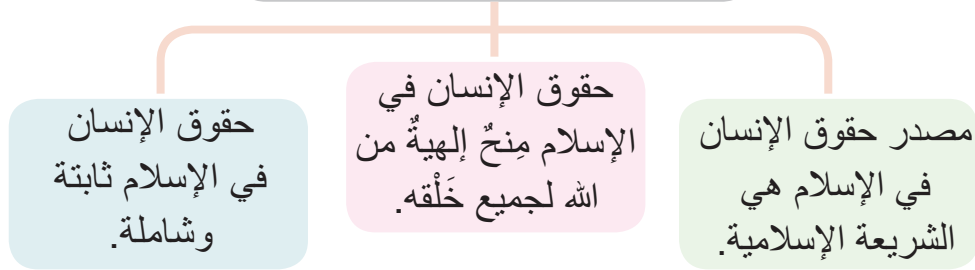 مصدر حقوق الإنسان
في الإسلام هي
الشريعة الإسلامية.
حقوق الإنسان في
الإسلام مِنحٌ إلهيةٌ من
الله لجميع خَلْقه.
حقوق الإنسان
في الإسلام ثابتة
وشاملة.